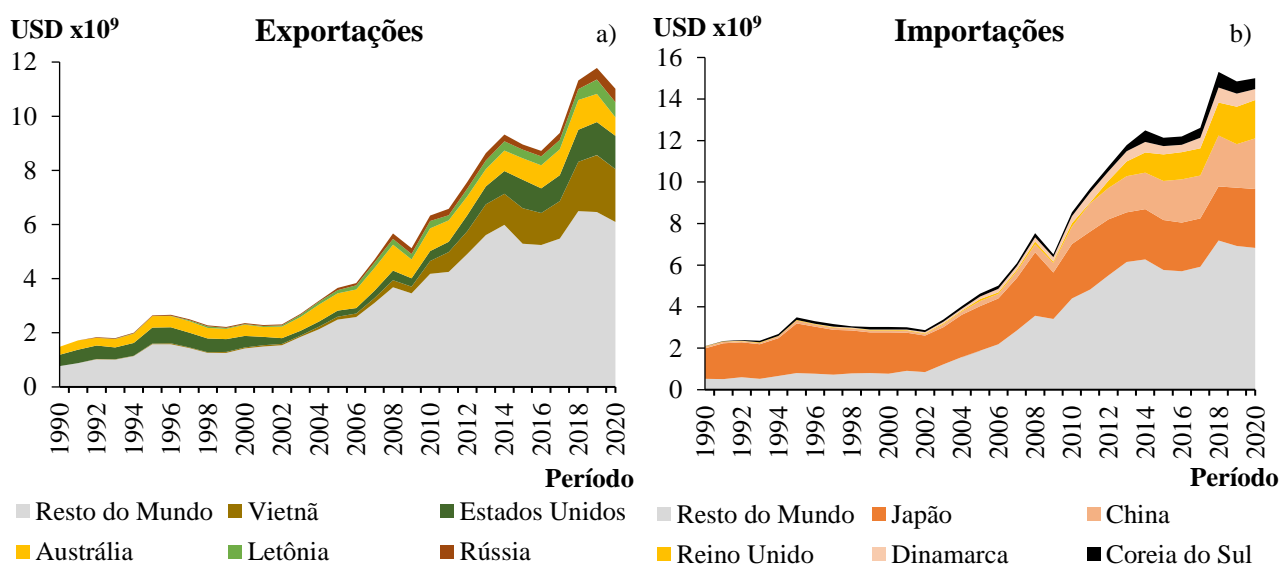 USD x10⁹
Exportações
a)
12
10
8
6
4
2
0
1990
1992
1994
1996
1998
2000
2002
2004
2006
2008
2010
2012
2014
2016
2018
2020
Período
Resto do Mundo
Vietnã
Estados Unidos
Austrália
Letônia
Rússia
USD x10⁹
Importações
b)
16
14
12
10
8
6
4
2
0
1990
1992
1994
1996
1998
2000
2002
2004
2006
2008
2010
2012
2014
2016
2018
2020
Período
Resto do Mundo
Japão
China
Reino Unido
Dinamarca
Coreia do Sul